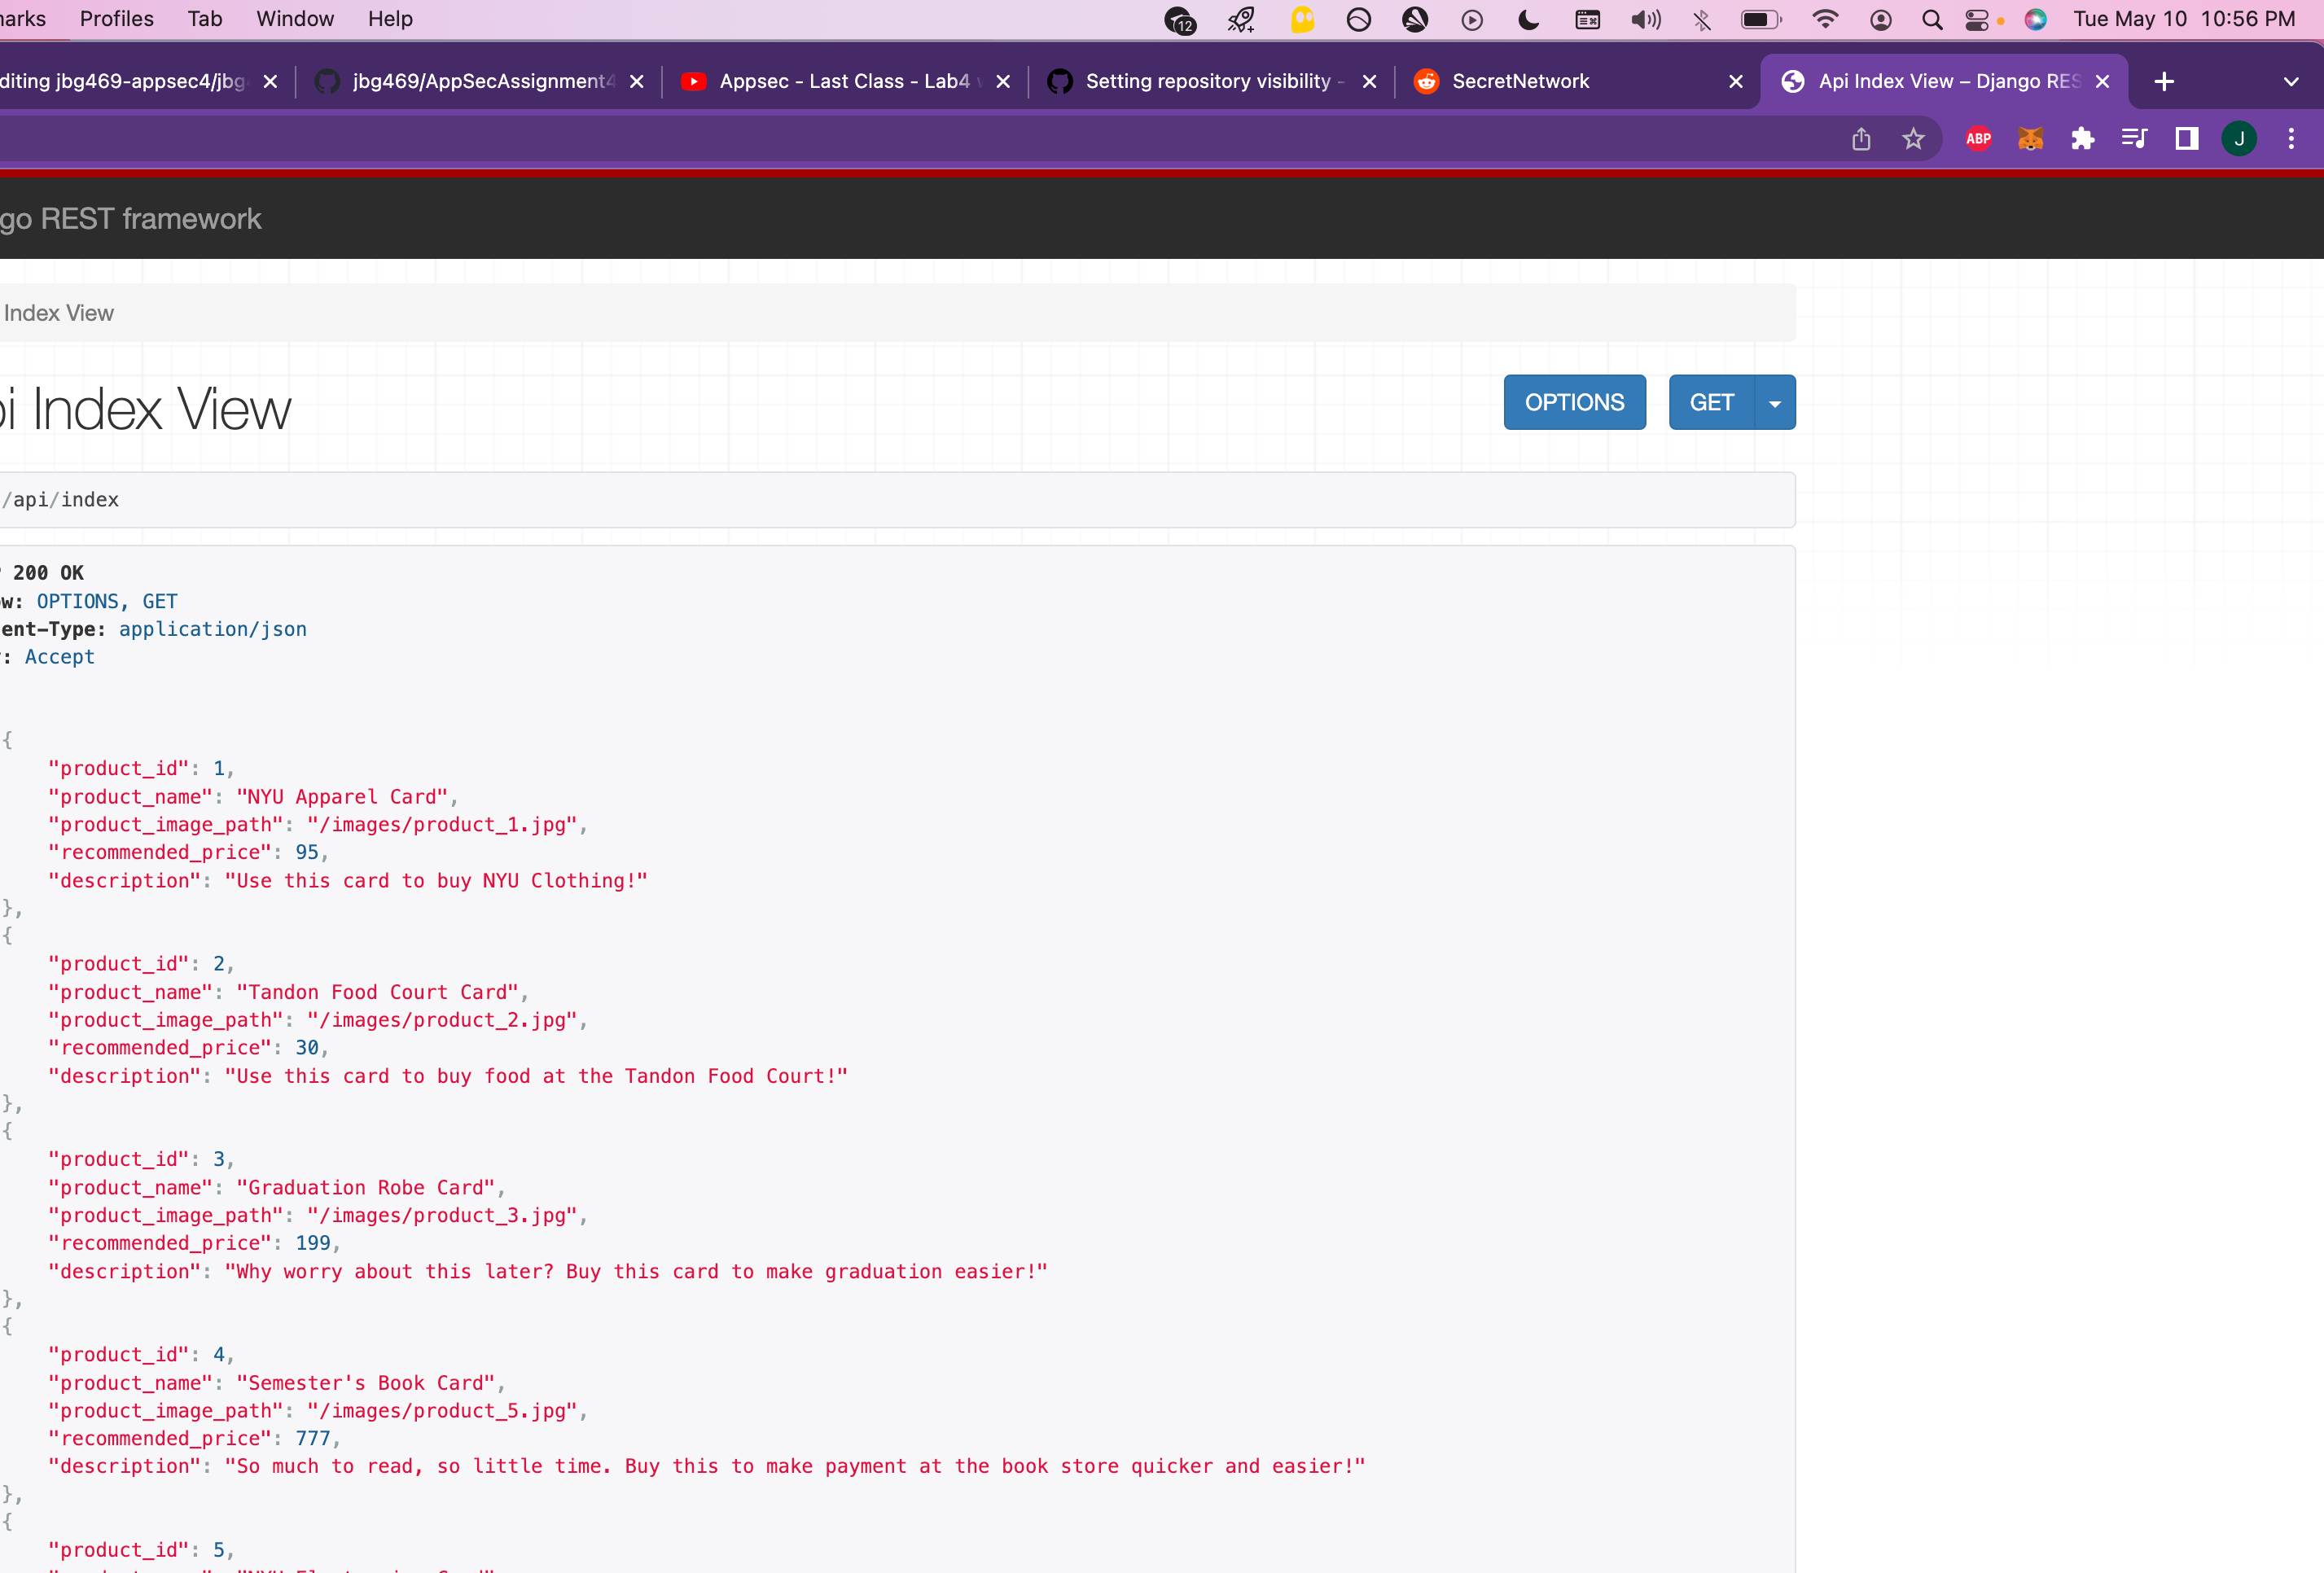 Profiles Tab Window Help 12 Tue May 10 10:56 PM
diting jbg469-appsec4/jbg jbg469/AppSecAssignment4 Appsec - Last Class - Lab4 Setting repository visibility - SecretNetwork Api Index View – Django RES
ABP J
go REST framework
Index View
Index View
OPTIONS GET
/api/index
200 OK
OPTIONS, GET
ent-Type: application/json
: Accept
{
"product_id": 1,
"product_name": "NYU Apparel Card",
"product_image_path": "/images/product_1.jpg",
"recommended_price": 95,
"description": "Use this card to buy NYU Clothing!"
},
{
"product_id": 2,
"product_name": "Tandon Food Court Card",
"product_image_path": "/images/product_2.jpg",
"recommended_price": 30,
"description": "Use this card to buy food at the Tandon Food Court!"
},
{
"product_id": 3,
"product_name": "Graduation Robe Card",
"product_image_path": "/images/product_3.jpg",
"recommended_price": 199,
"description": "Why worry about this later? Buy this card to make graduation easier!"
},
{
"product_id": 4,
"product_name": "Semester's Book Card",
"product_image_path": "/images/product_5.jpg",
"recommended_price": 777,
"description": "So much to read, so little time. Buy this to make payment at the book store quicker and easier!"
},
{
"product_id": 5,